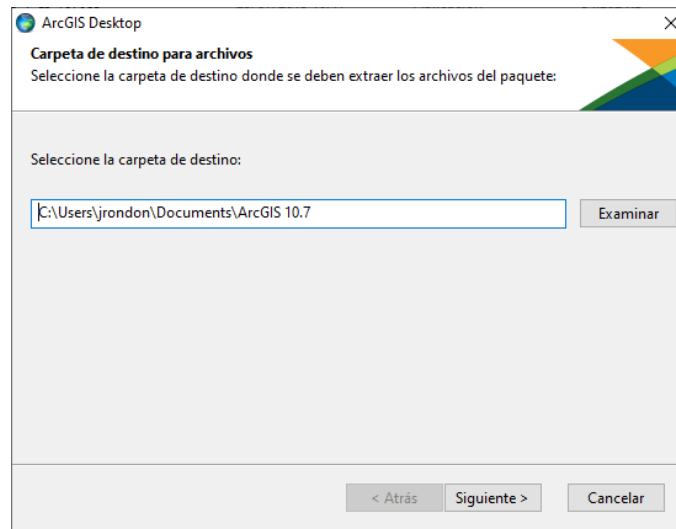 ArcGIS Desktop
Carpeta de destino para archivos
Seleccione la carpeta de destino donde se deben extraer los archivos del paquete:
Seleccione la carpeta de destino:
C:\Users\jrondon\Documents\ArcGIS 10.7
Examinar
< Atrás
Siguiente >
Cancelar